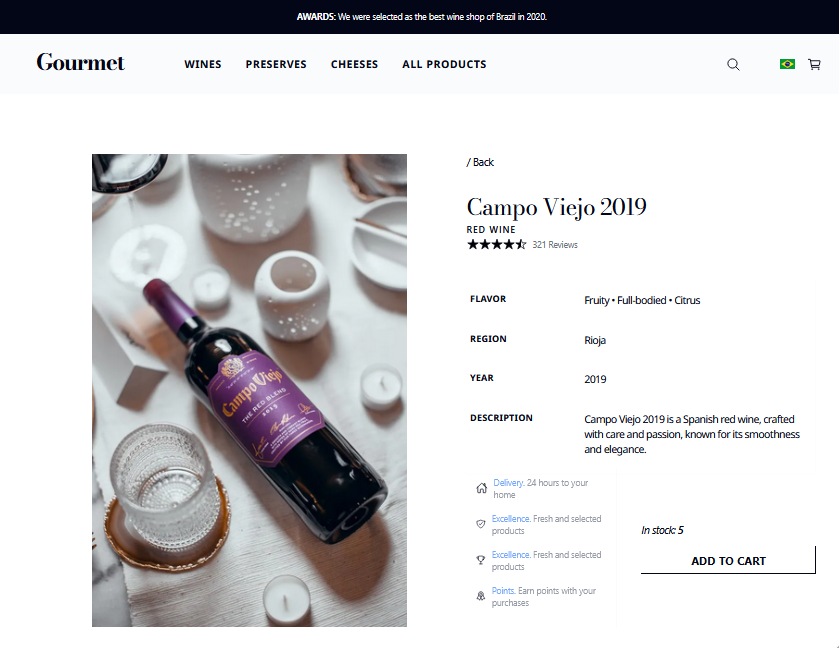 AWARDS: We were selected as the best wine shop of Brazil in 2020.
Gourmet
WINES
PRESERVES
CHEESES
ALL PRODUCTS
/ Back
Campo Viejo 2019
RED WINE
321 Reviews
FLAVOR
Fruity • Full-bodied • Citrus
REGION
Rioja
YEAR
2019
DESCRIPTION
Campo Viejo 2019 is a Spanish red wine, crafted
with care and passion, known for its smoothness
and elegance.
Delivery. 24 hours to your
home
Excellence. Fresh and selected
products
Excellence. Fresh and selected
products
Points. Earn points with your
purchases
In stock: 5
ADD TO CART
Campo Viejo
THE RED BLEND
2019